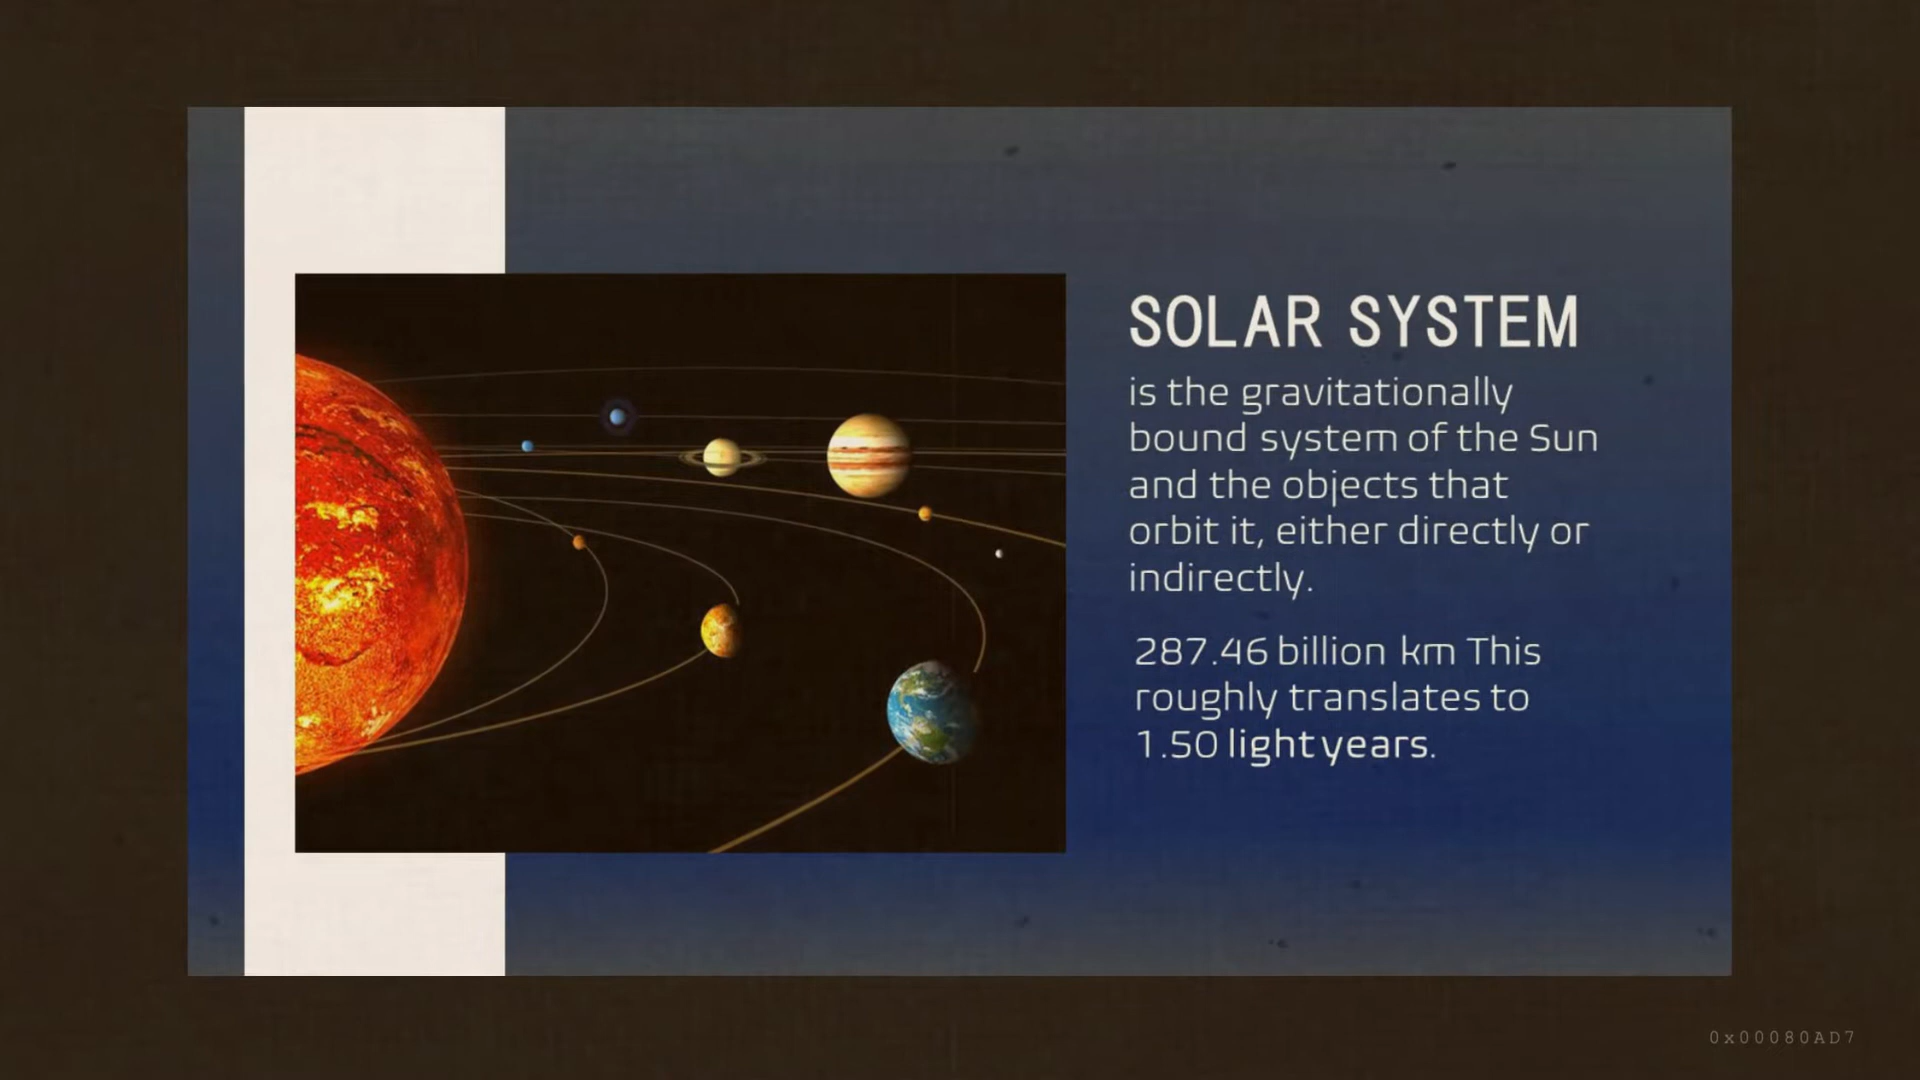 SOLAR SYSTEM
is the gravitationally
bound system of the Sun
and the objects that
orbit it, either directly or
indirectly.
287.46 billion km This
roughly translates to
1.50 light years.
0x00080AD7